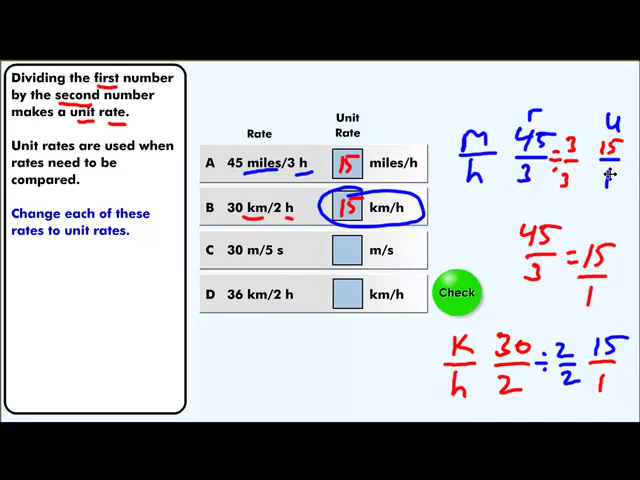 Dividing the first number
by the second number
makes a unit rate.
Unit rates are used when
rates need to be
compared.
Change each of these
rates to unit rates.
Rate
Unit
Rate
A 45 miles/3 h 15 miles/h
B 30 km/2 h 15 km/h
C 30 m/5 s m/s
D 36 km/2 h km/h
Check
r u
m/h 45/3 ÷ 3/3 15/1
45/3 = 15/1
K/h 30/2 ÷ 2/2 15/1